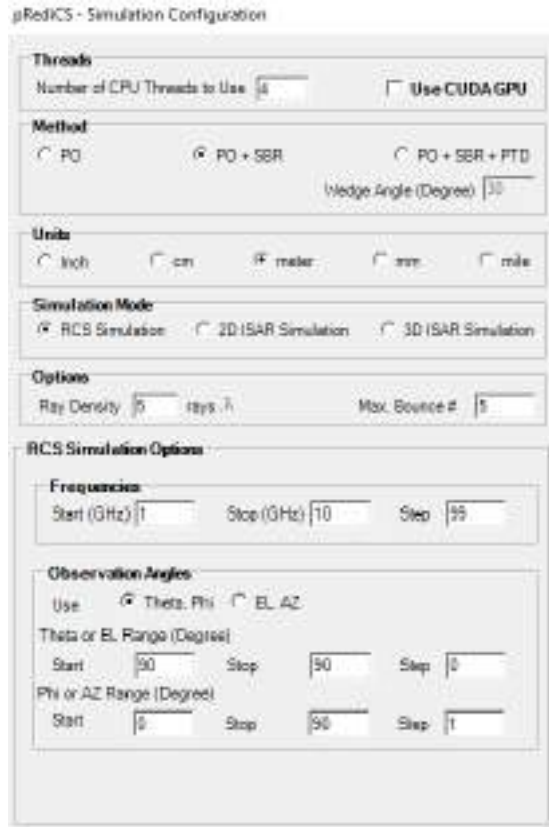 pRediCS - Simulation Configuration
Threads
Number of CPU Threads to Use 4 Use CUDA GPU
Method
PO PO + SBR PO + SBR + PTD
Wedge Angle (Degree) 30
Units
Inch cm meter mm mile
Simulation Mode
RCS Simulation 2D ISAR Simulation 3D ISAR Simulation
Options
Ray Density 5 rays / λ Max. Bounce # 5
RCS Simulation Options
Frequencies
Start (GHz) 1 Stop (GHz) 10 Step 99
Observation Angles
Use Theta, Phi EL, AZ
Theta or EL Range (Degree)
Start 90 Stop 90 Step 0
Phi or AZ Range (Degree)
Start 0 Stop 90 Step 1